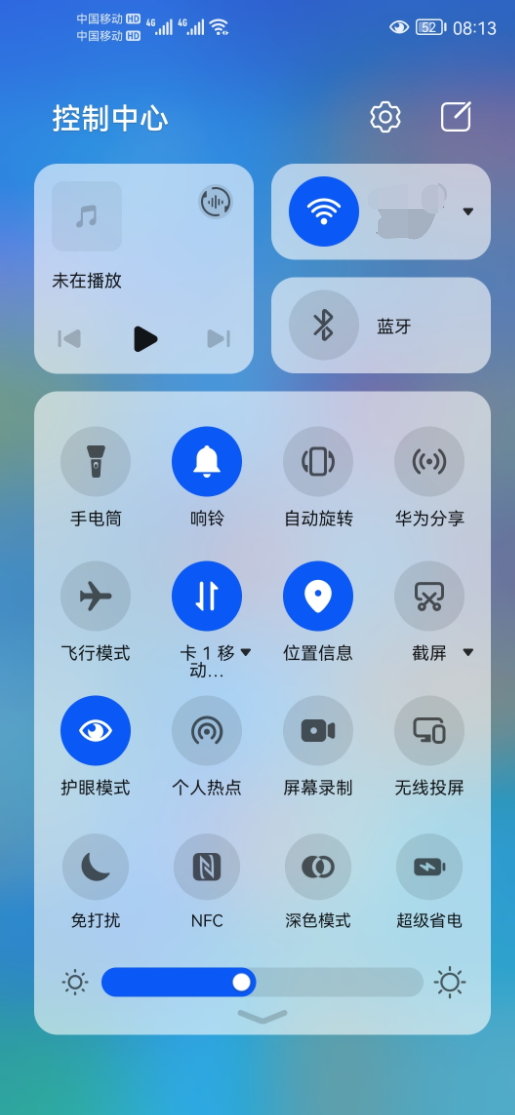 中国移动 HD 4G 4G 52 08:13
中国移动 HD
控制中心
未在播放
蓝牙
手电筒 响铃 自动旋转 华为分享
飞行模式 卡 1 移动... 位置信息 截屏
护眼模式 个人热点 屏幕录制 无线投屏
免打扰 NFC 深色模式 超级省电